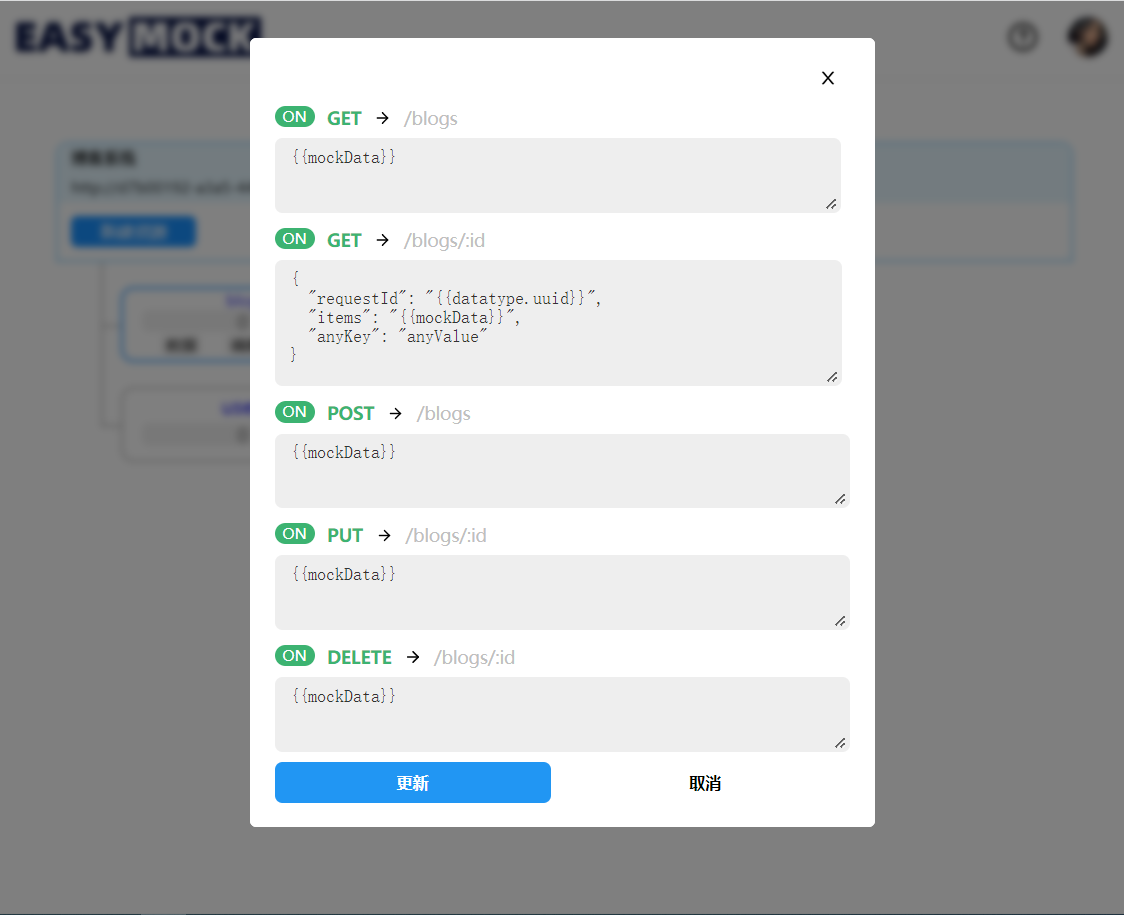 EASY MOCK
ON GET → /blogs
{{mockData}}
ON GET → /blogs/:id
{
"requestId": "{{datatype.uuid}}",
"items": "{{mockData}}",
"anyKey": "anyValue"
}
ON POST → /blogs
{{mockData}}
ON PUT → /blogs/:id
{{mockData}}
ON DELETE → /blogs/:id
{{mockData}}
更新 取消